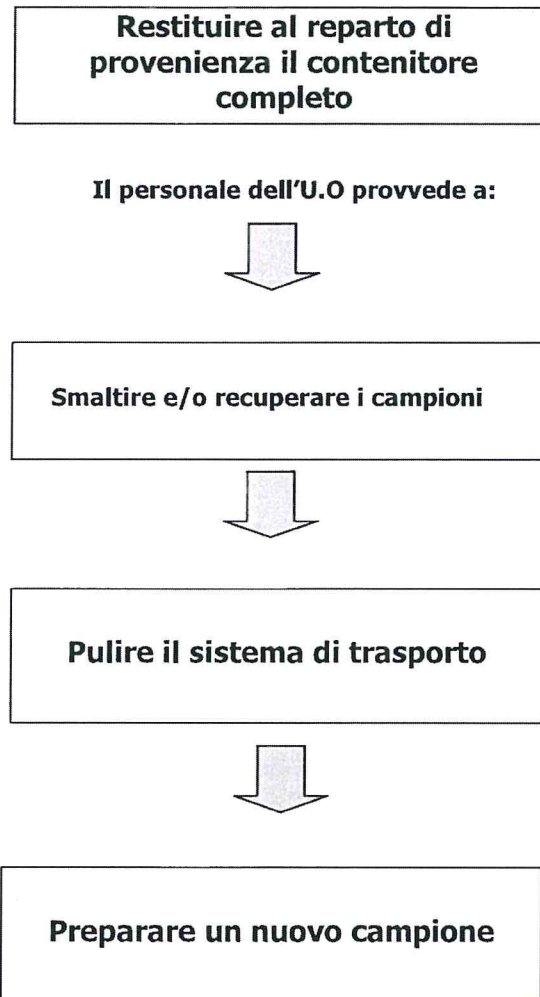 Restituire al reparto di
provenienza il contenitore
completo
Il personale dell'U.O provvede a:
Smaltire e/o recuperare i campioni
Pulire il sistema di trasporto
Preparare un nuovo campione